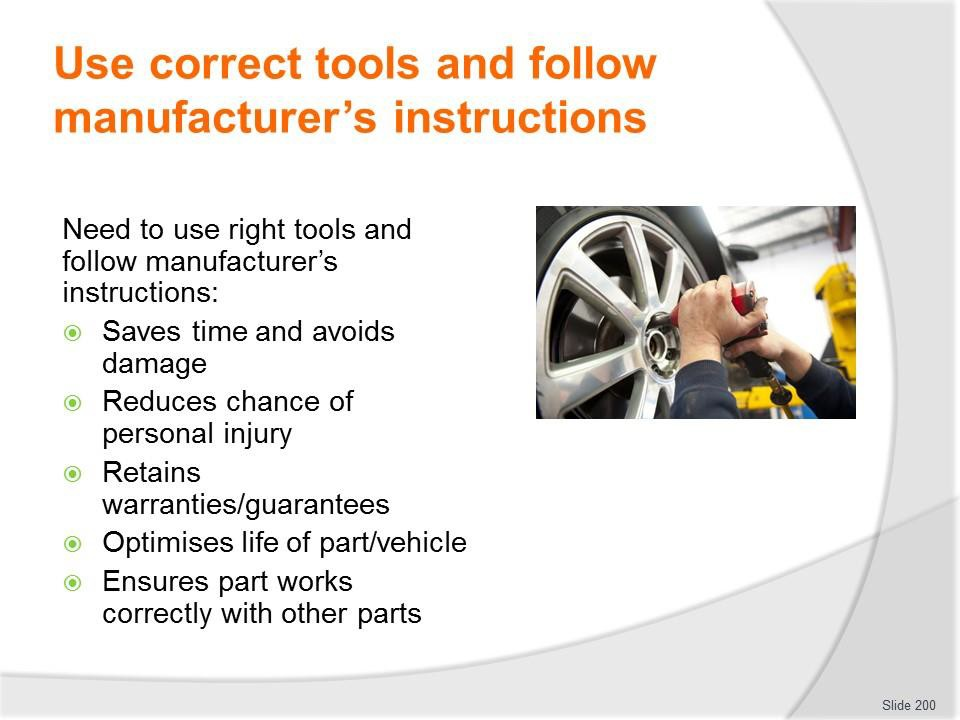 Use correct tools and follow
manufacturer’s instructions
Need to use right tools and
follow manufacturer’s
instructions:
Saves time and avoids
damage
Reduces chance of
personal injury
Retains
warranties/guarantees
Optimises life of part/vehicle
Ensures part works
correctly with other parts
Slide 200